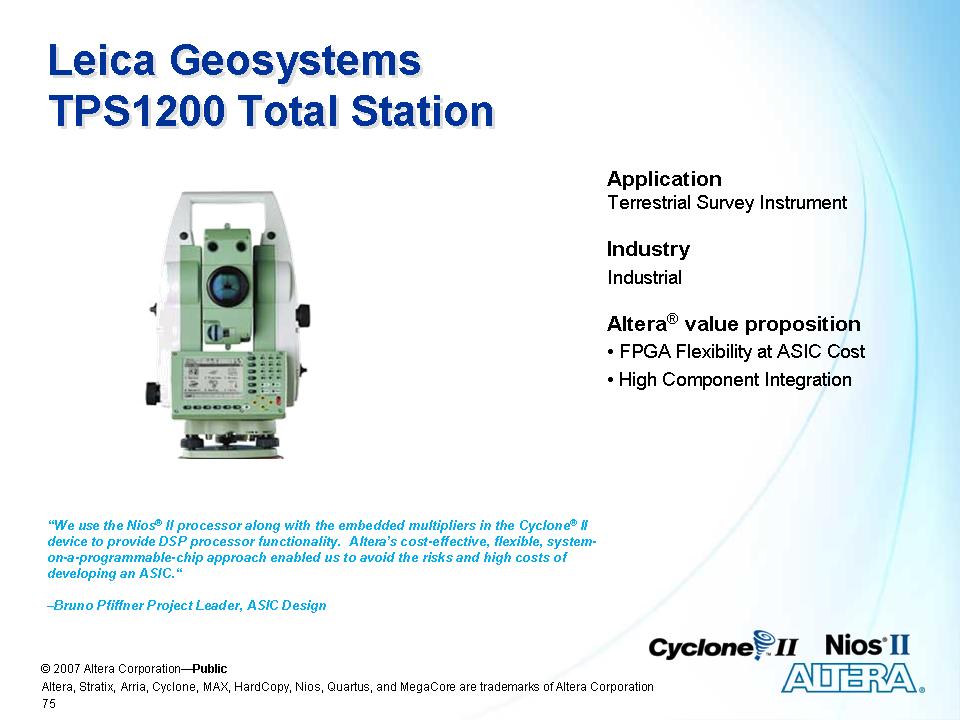 Leica Geosystems
TPS1200 Total Station
Application
Terrestrial Survey Instrument
Industry
Industrial
Altera® value proposition
• FPGA Flexibility at ASIC Cost
• High Component Integration
“We use the Nios® II processor along with the embedded multipliers in the Cyclone® II
device to provide DSP processor functionality. Altera’s cost-effective, flexible, system-
on-a-programmable-chip approach enabled us to avoid the risks and high costs of
developing an ASIC.“
–Bruno Pfiffner Project Leader, ASIC Design
Cyclone II Nios® II
ALTERA®
© 2007 Altera Corporation—Public
Altera, Stratix, Arria, Cyclone, MAX, HardCopy, Nios, Quartus, and MegaCore are trademarks of Altera Corporation
75